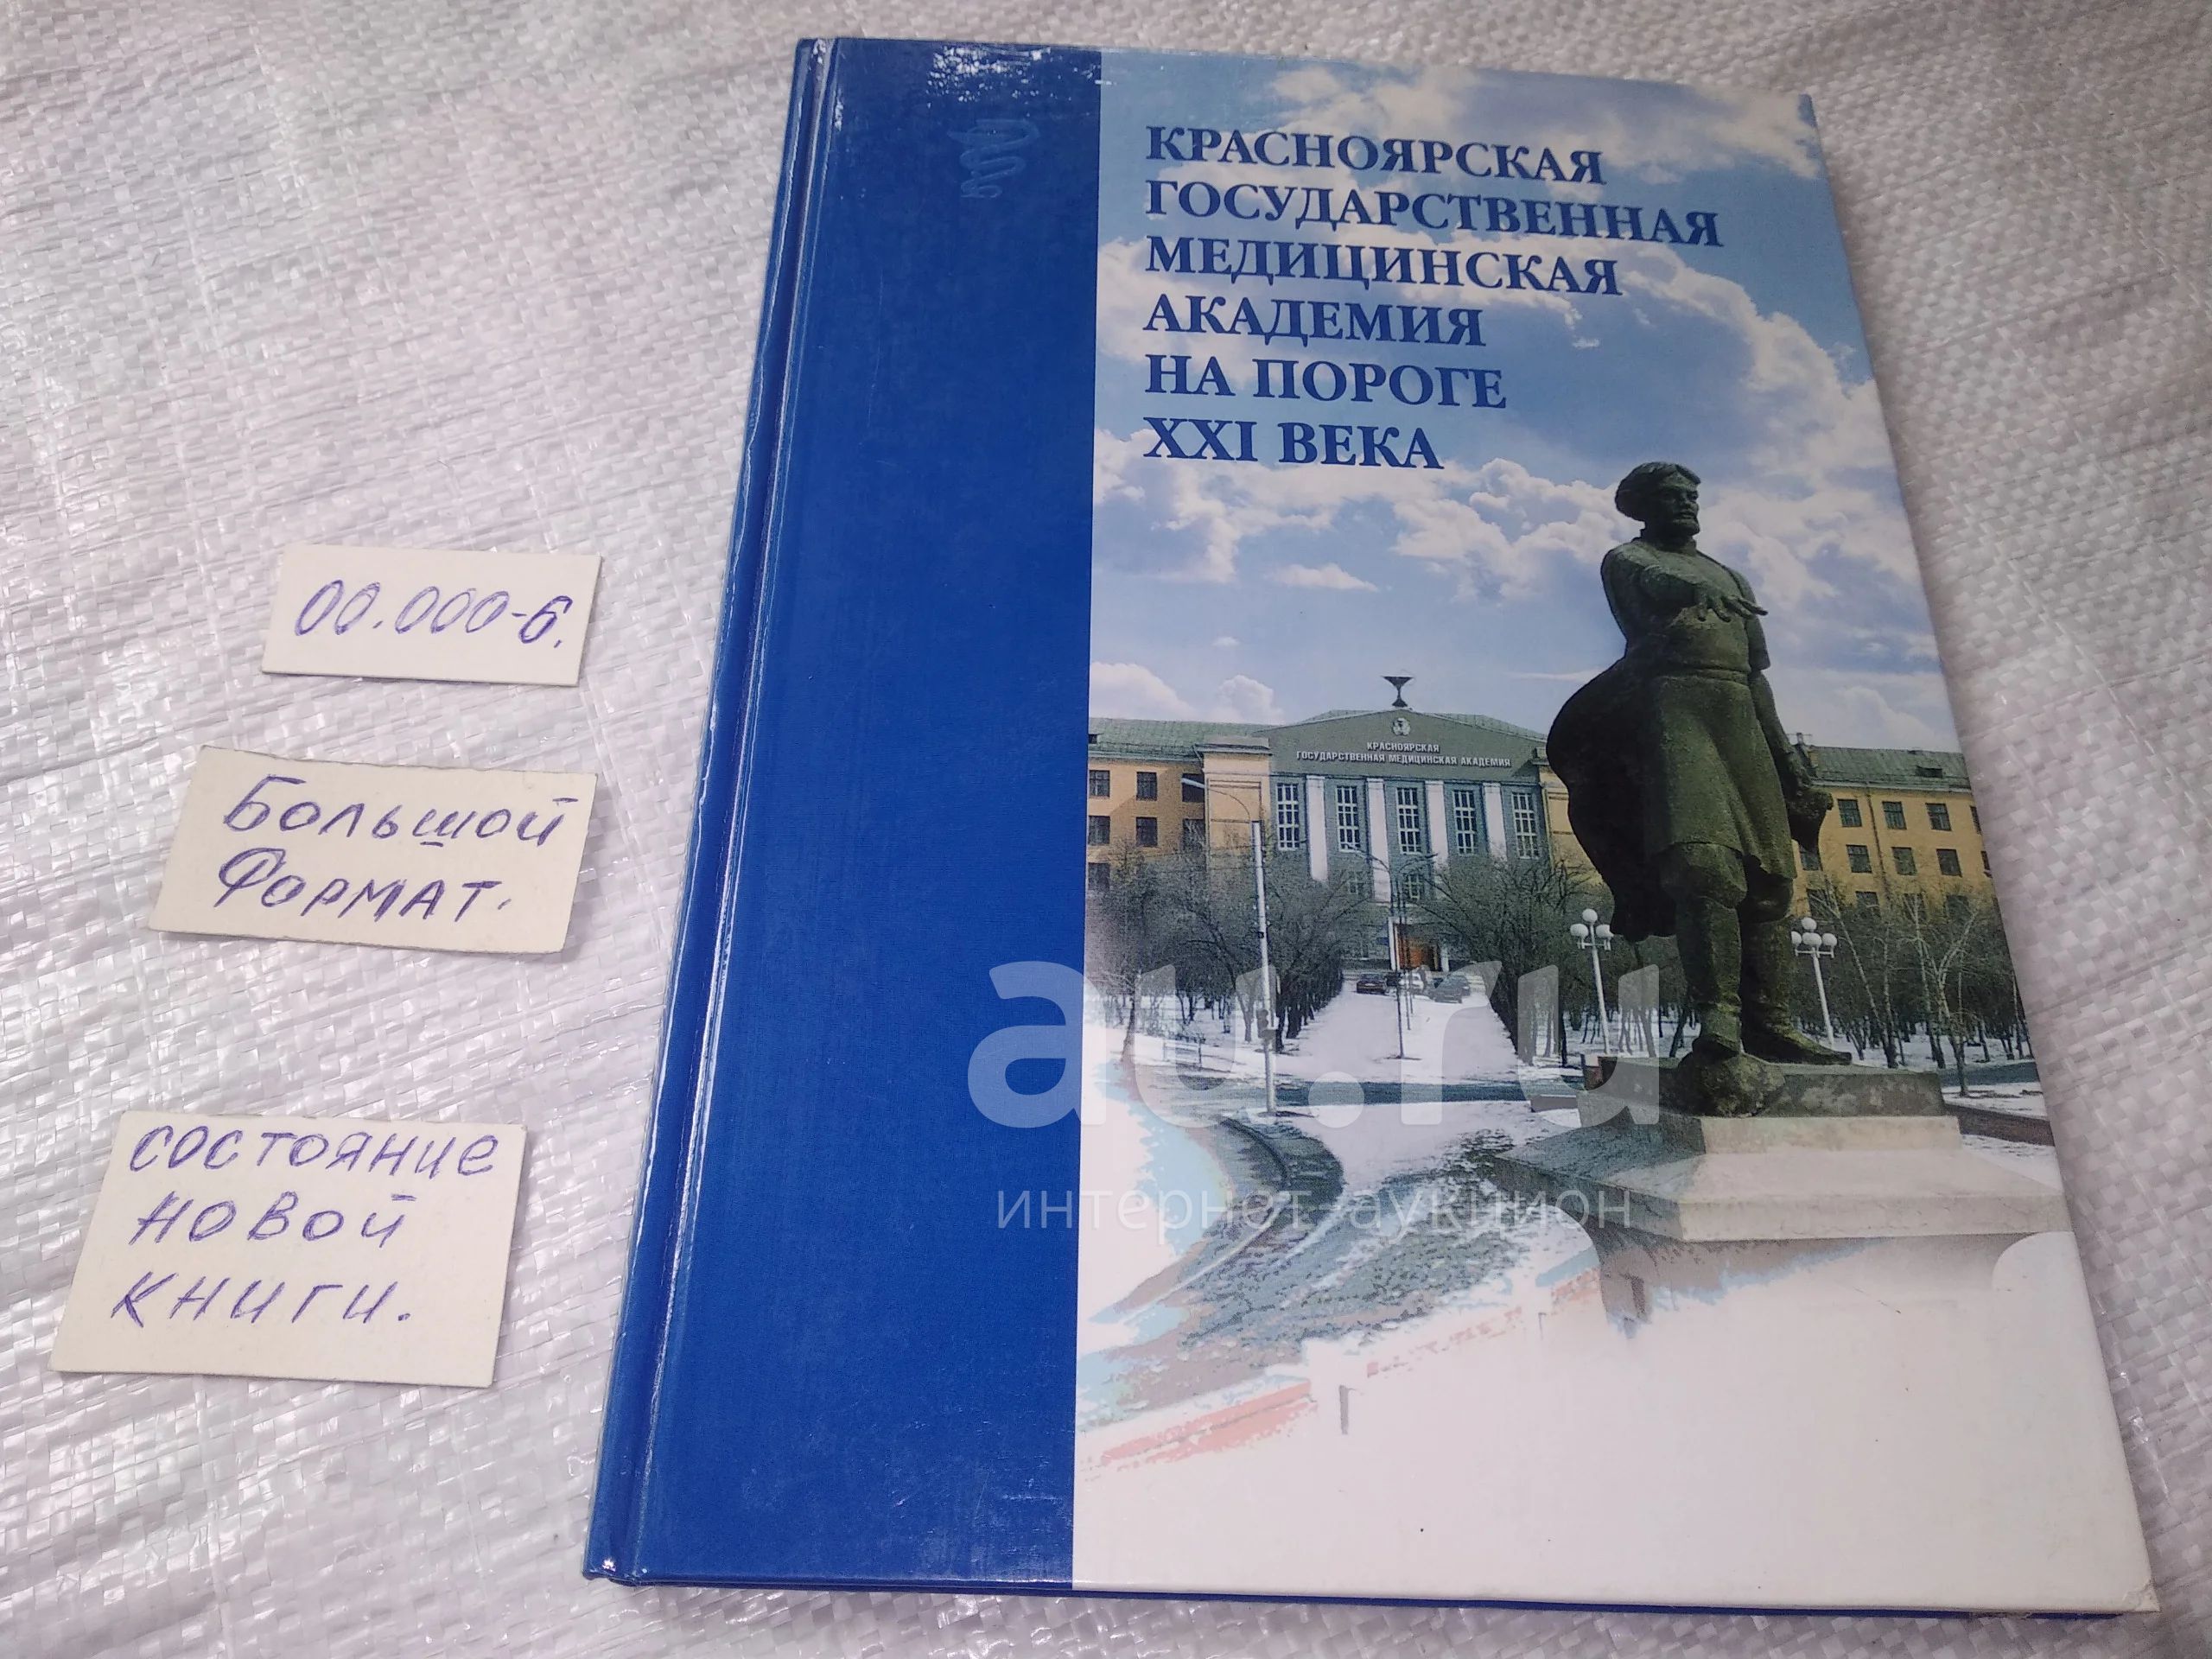 КРАСНОЯРСКАЯ
ГОСУДАРСТВЕННАЯ
МЕДИЦИНСКАЯ
АКАДЕМИЯ
НА ПОРОГЕ
XXI ВЕКА
КРАСНОЯРСКАЯ
ГОСУДАРСТВЕННАЯ МЕДИЦИНСКАЯ АКАДЕМИЯ
00.000-б.
Большой
Формат.
состояние
новой
книги.
au.ru
интернет-аукцион